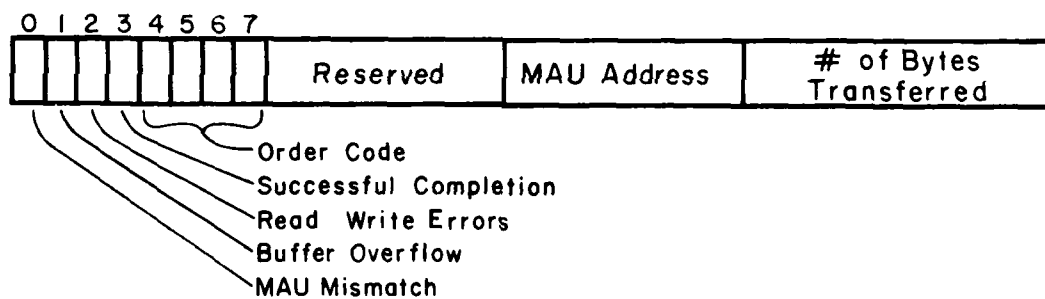 0 1 2 3 4 5 6 7
Reserved
MAU Address
# of Bytes
Transferred
Order Code
Successful Completion
Read Write Errors
Buffer Overflow
MAU Mismatch